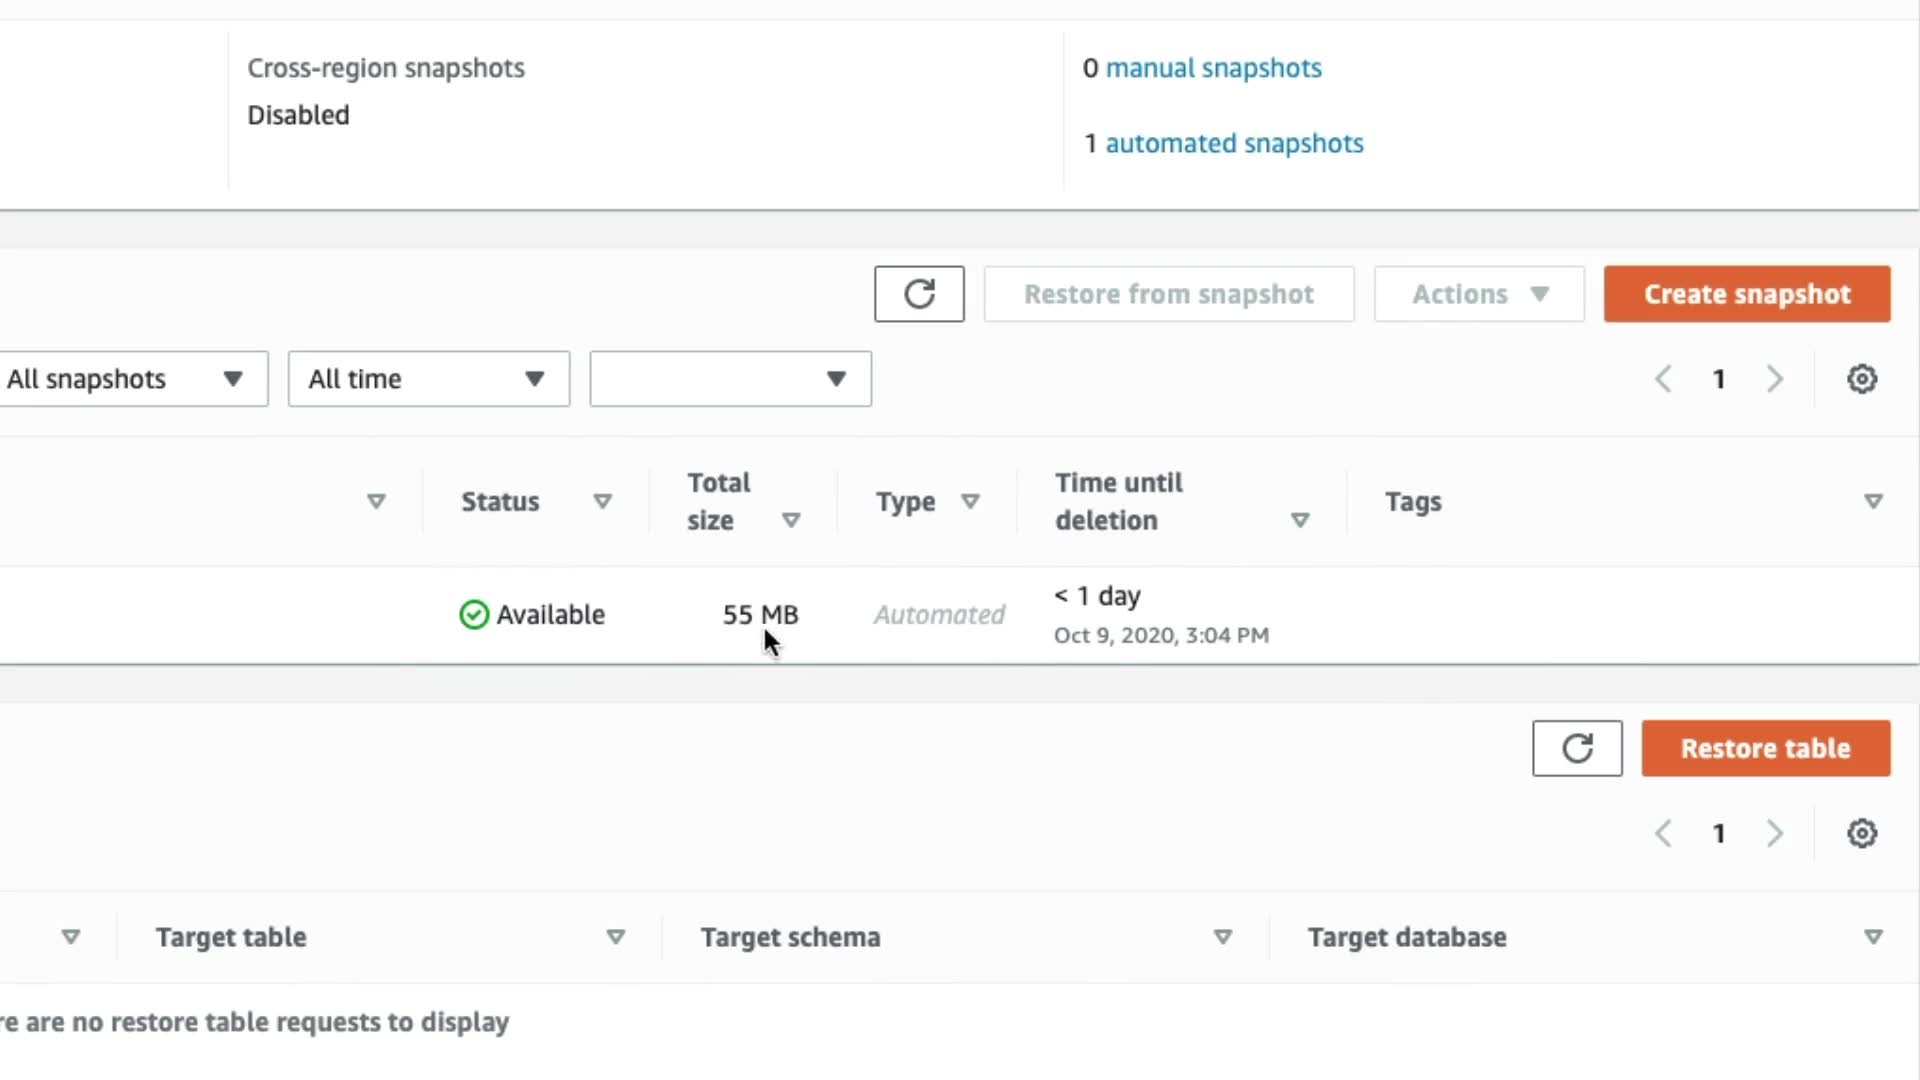 Cross-region snapshots
Disabled
0 manual snapshots
1 automated snapshots
Restore from snapshot
Actions
Create snapshot
All snapshots
All time
1
Status
Total size
Type
Time until deletion
Tags
Available
55 MB
Automated
< 1 day
Oct 9, 2020, 3:04 PM
Restore table
1
Target table
Target schema
Target database
re are no restore table requests to display